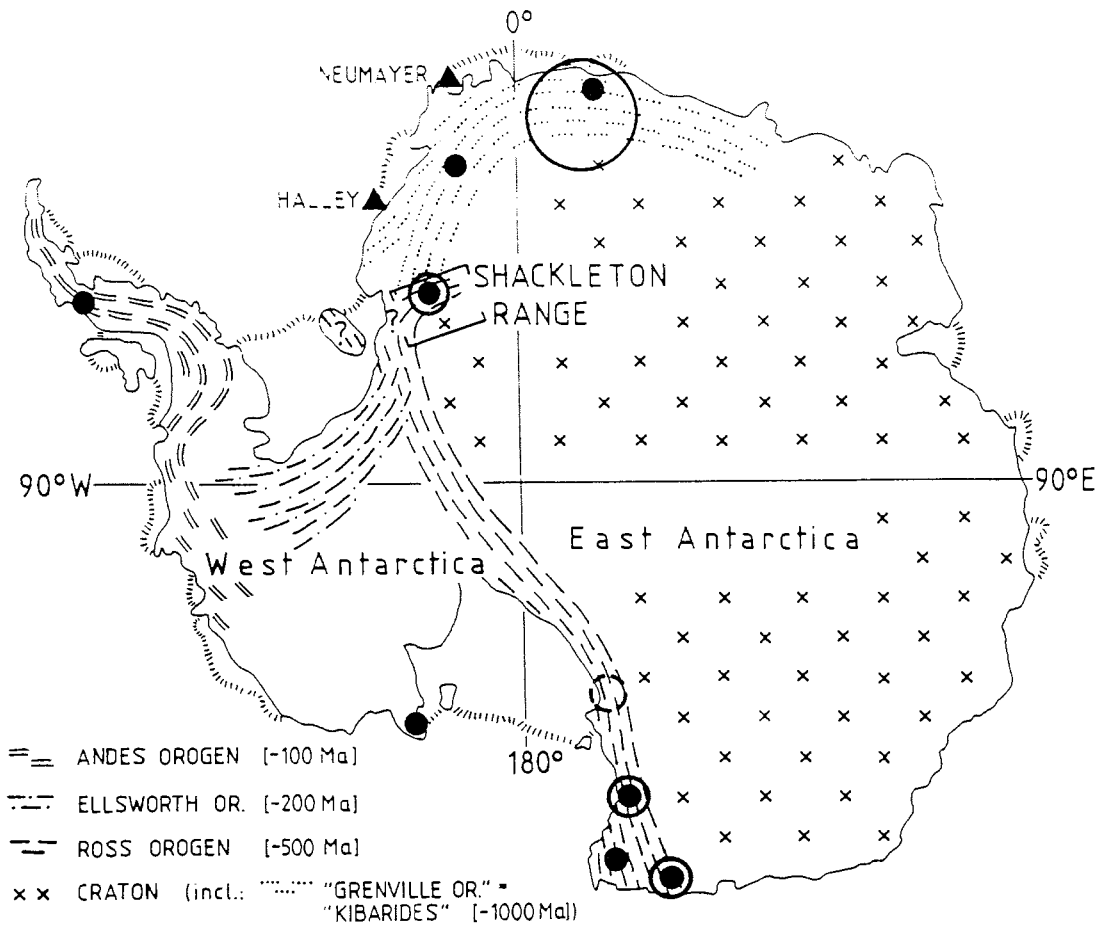 0°
NEUMAYER
HALLEY
SHACKLETON
RANGE
?
?
90°W
90°E
East Antarctica
West Antarctica
180°
ANDES OROGEN [-100 Ma]
ELLSWORTH OR. [-200 Ma]
ROSS OROGEN [-500 Ma]
x x CRATON (incl.: "GRENVILLE OR." =
"KIBARIDES" [-1000 Ma])